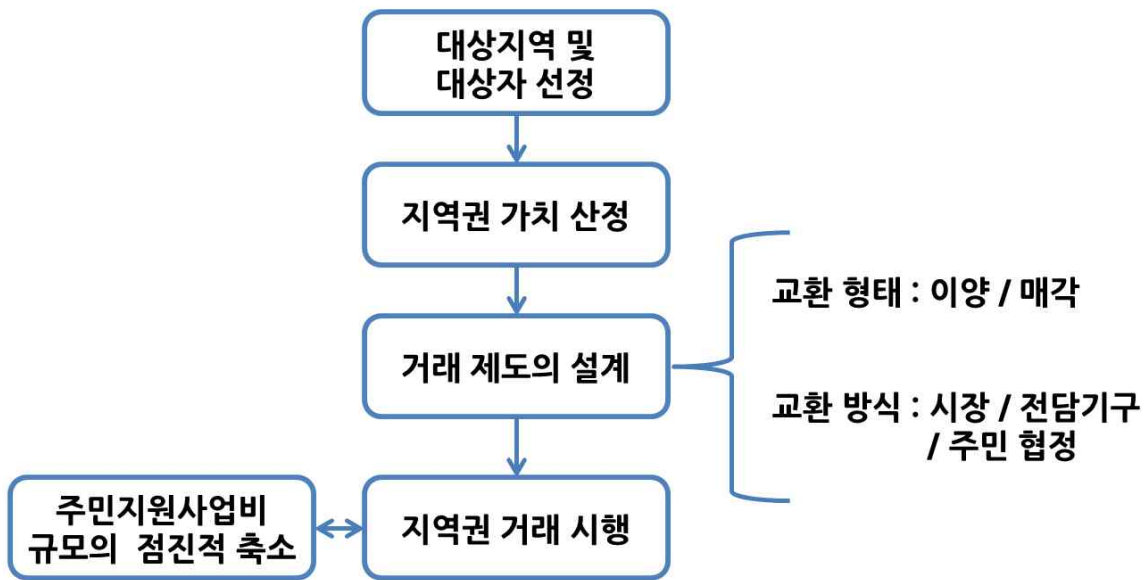 대상지역 및
대상자 선정
지역권 가치 산정
거래 제도의 설계
교환 형태 : 이양 / 매각
교환 방식 : 시장 / 전담기구
/ 주민 협정
지역권 거래 시행
주민지원사업비
규모의 점진적 축소